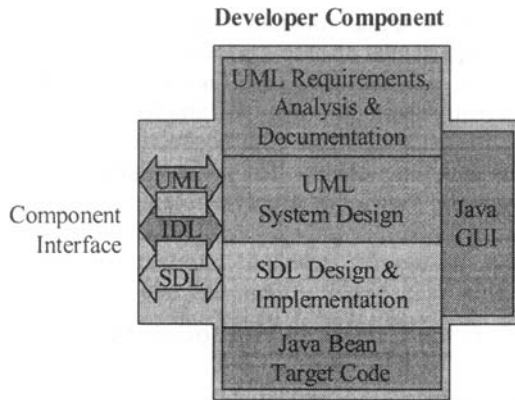 Developer Component
UML Requirements,
Analysis &
Documentation
UML
System Design
SDL Design &
Implementation
Java Bean
Target Code
Component
Interface
UML
IDL
SDL
Java
GUI